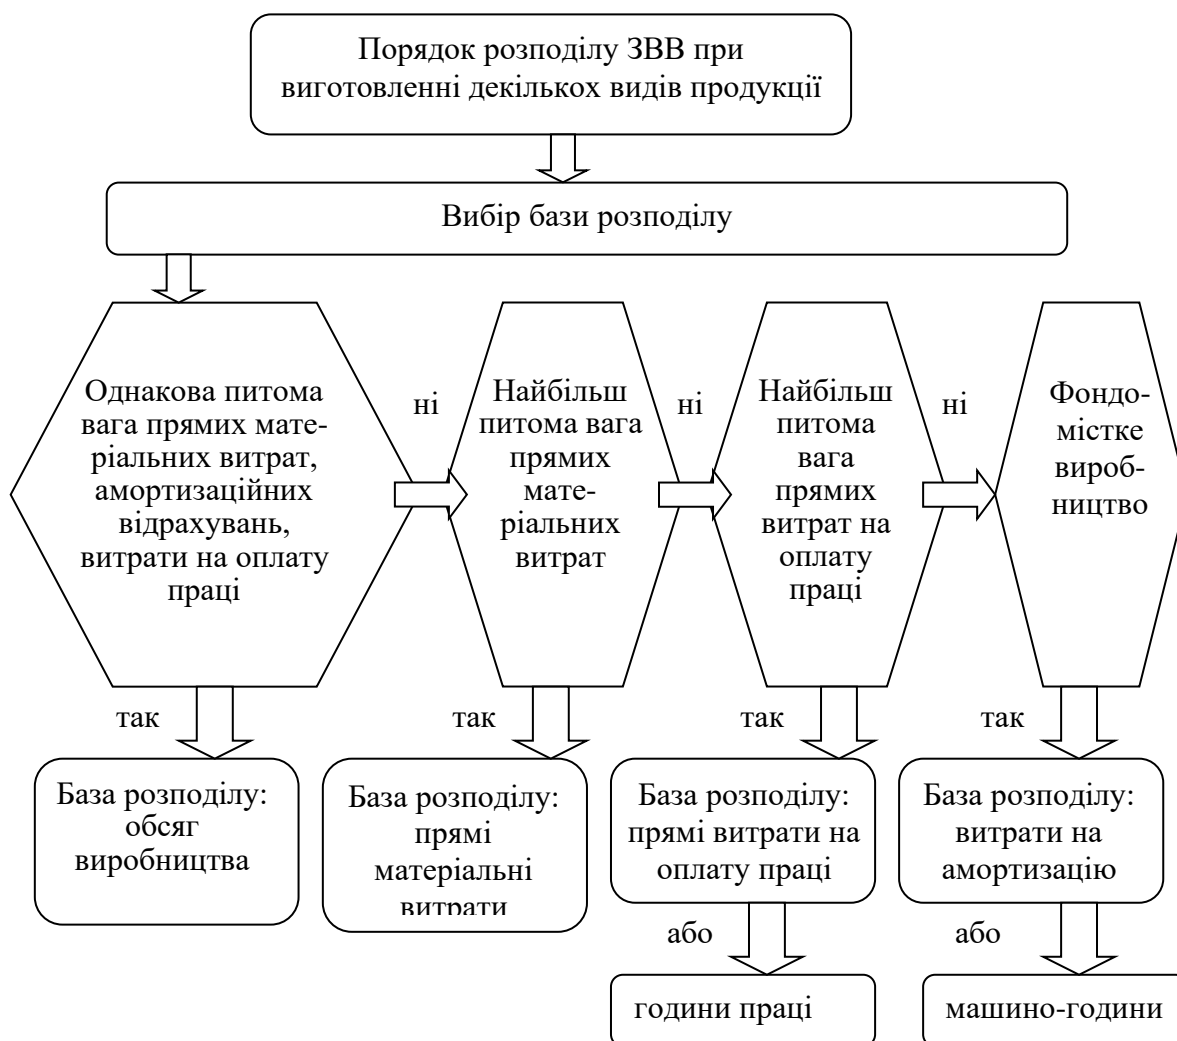 Порядок розподілу ЗВВ при
виготовленні декількох видів продукції
Вибір бази розподілу
Однакова питома
вага прямих мате-
ріальних витрат,
амортизаційних
відрахувань,
витрати на оплату
праці
ні
Найбільш
питома вага
прямих
мате-
ріальних
витрат
ні
Найбільш
питома
вага
прямих
витрат на
оплату
праці
ні
Фондо-
містке
вироб-
ництво
так
так
так
так
База розподілу:
обсяг
виробництва
База розподілу:
прямі
матеріальні
витрати
База розподілу:
прямі витрати на
оплату праці
База розподілу:
витрати на
амортизацію
або
або
години праці
машино-години